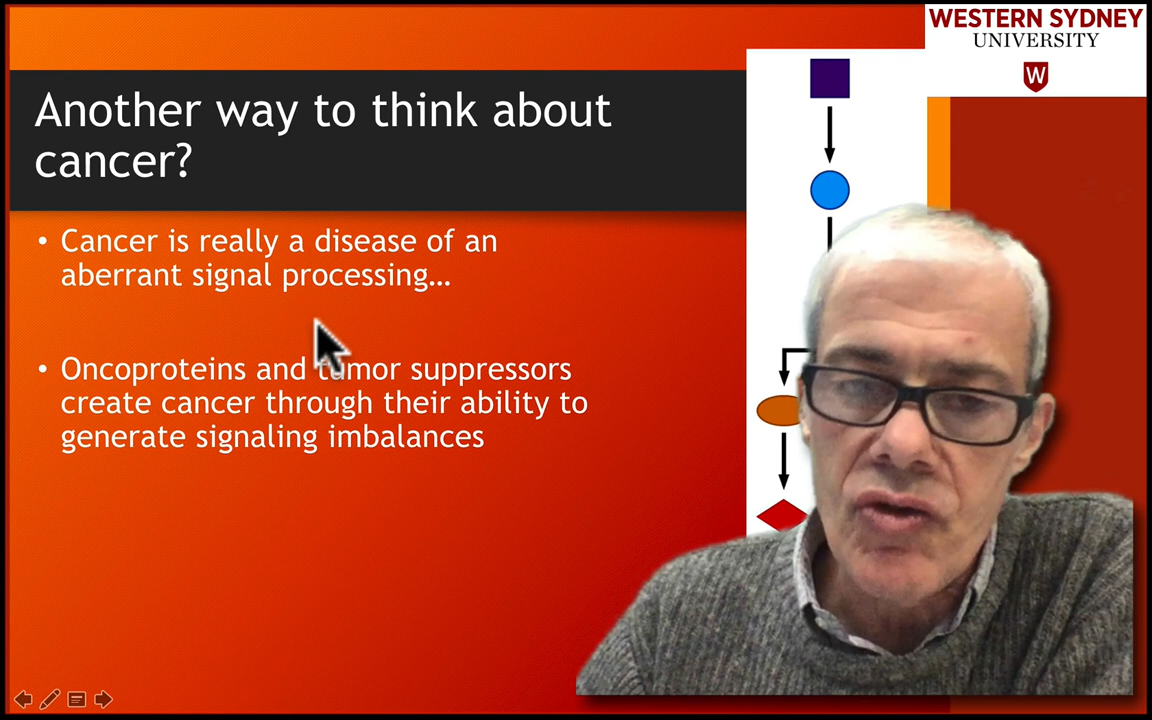 WESTERN SYDNEY
UNIVERSITY
W
Another way to think about
cancer?
• Cancer is really a disease of an
aberrant signal processing…
• Oncoproteins and tumor suppressors
create cancer through their ability to
generate signaling imbalances